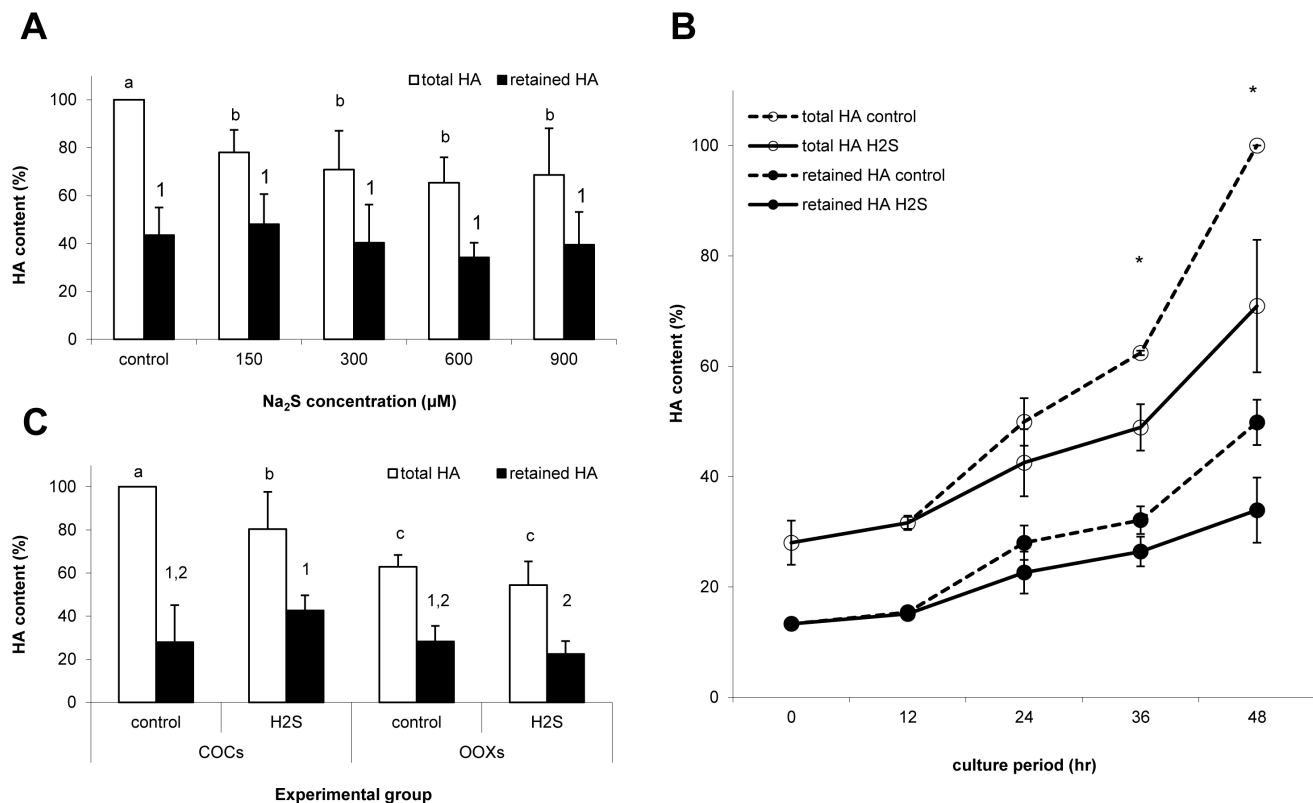 A
total HA retained HA
a
b
b
b
b
1
1
1
1
1
100
80
60
40
20
0
HA content (%)
control 150 300 600 900
Na₂S concentration (µM)
B
total HA control
total HA H2S
retained HA control
retained HA H2S
*
*
100
80
60
40
20
0
HA content (%)
0 12 24 36 48
culture period (hr)
C
total HA retained HA
a
b
c
c
1,2
1
1,2
2
100
80
60
40
20
0
HA content (%)
control H2S control H2S
COCs OOXs
Experimental group